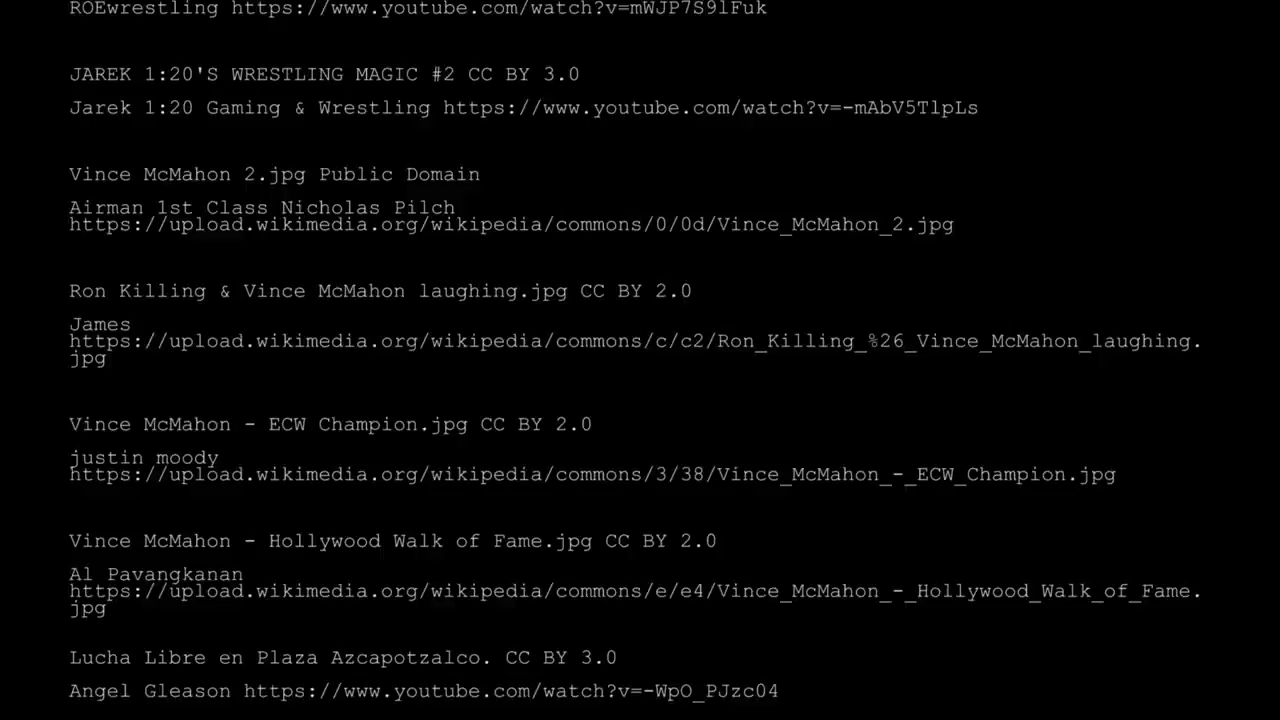 ROEwrestling https://www.youtube.com/watch?v=mWJP7S9lFuk
JAREK 1:20'S WRESTLING MAGIC #2 CC BY 3.0
Jarek 1:20 Gaming & Wrestling https://www.youtube.com/watch?v=-mAbV5TlpLs
Vince McMahon 2.jpg Public Domain
Airman 1st Class Nicholas Pilch
https://upload.wikimedia.org/wikipedia/commons/0/0d/Vince_McMahon_2.jpg
Ron Killing & Vince McMahon laughing.jpg CC BY 2.0
James
https://upload.wikimedia.org/wikipedia/commons/c/c2/Ron_Killing_%26_Vince_McMahon_laughing.
jpg
Vince McMahon - ECW Champion.jpg CC BY 2.0
justin moody
https://upload.wikimedia.org/wikipedia/commons/3/38/Vince_McMahon_-_ECW_Champion.jpg
Vince McMahon - Hollywood Walk of Fame.jpg CC BY 2.0
Al Pavangkanan
https://upload.wikimedia.org/wikipedia/commons/e/e4/Vince_McMahon_-_Hollywood_Walk_of_Fame.
jpg
Lucha Libre en Plaza Azcapotzalco. CC BY 3.0
Angel Gleason https://www.youtube.com/watch?v=-WpO_PJzc04